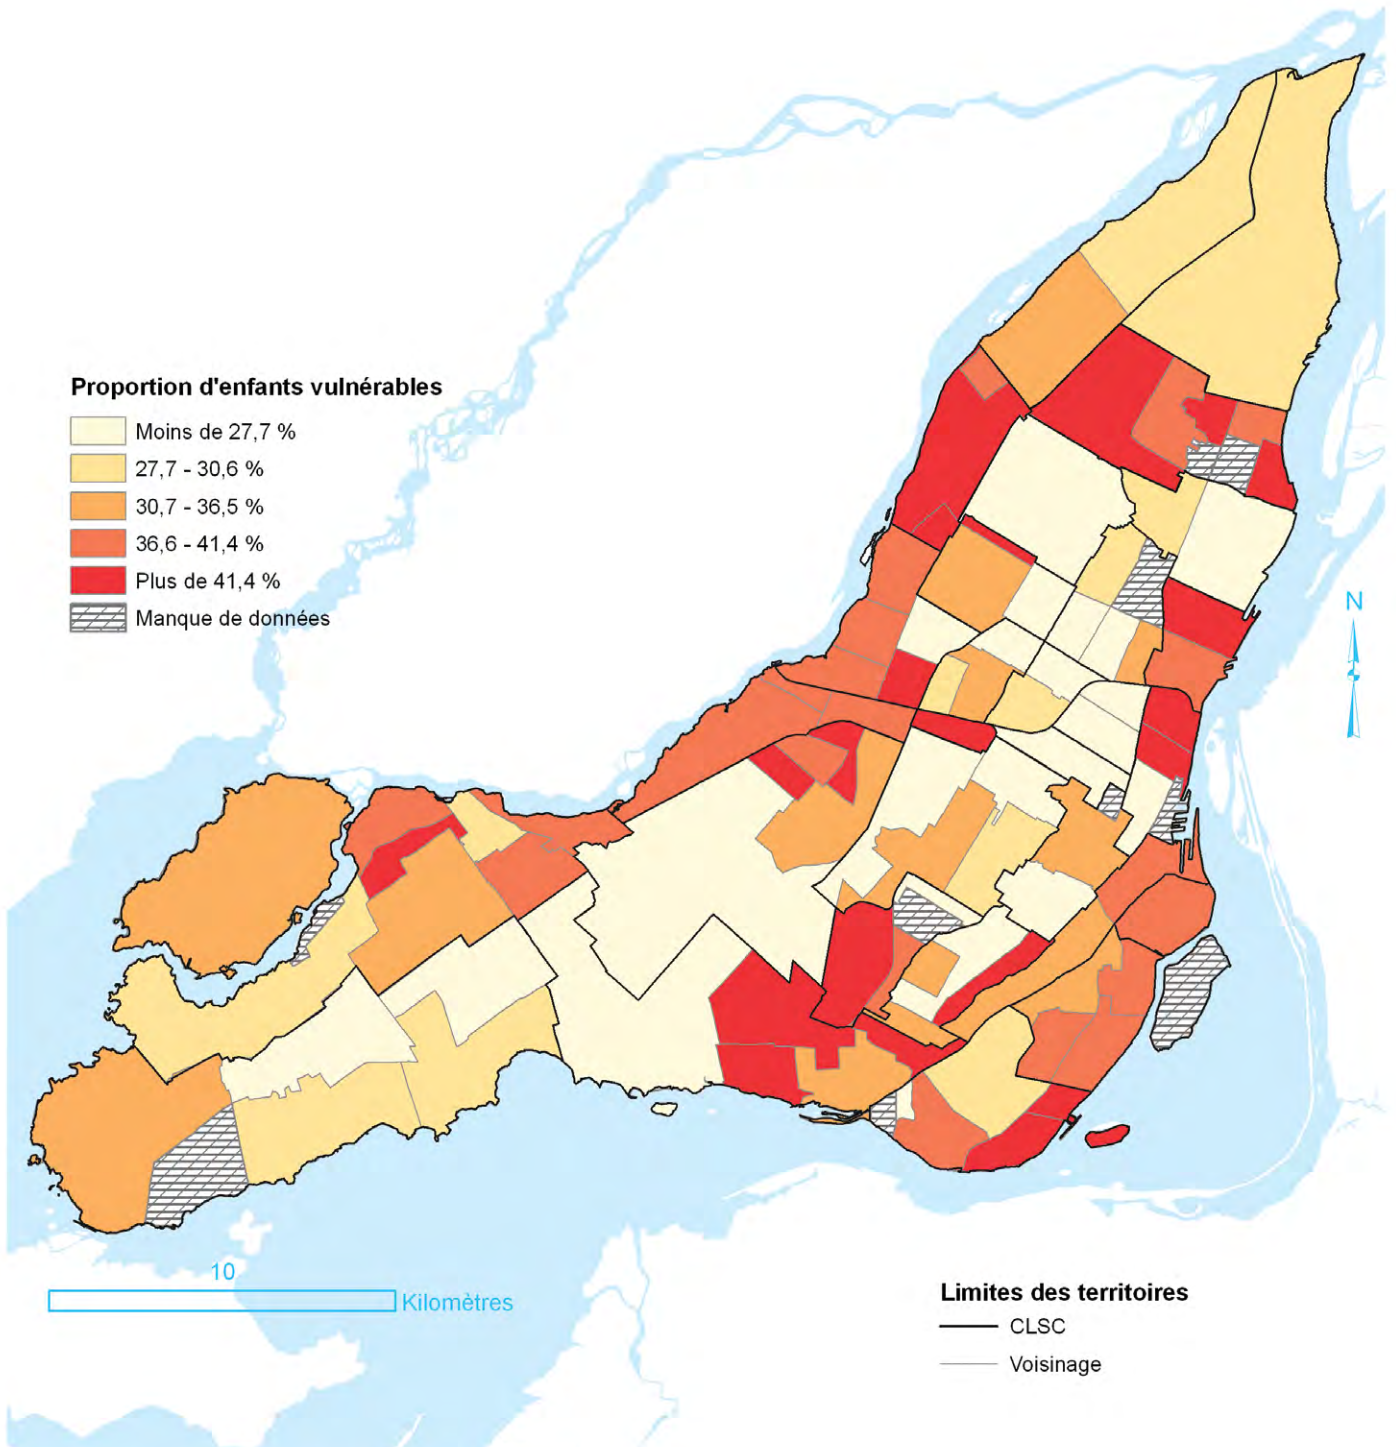 Proportion d'enfants vulnérables
Moins de 27,7 %
27,7 - 30,6 %
30,7 - 36,5 %
36,6 - 41,4 %
Plus de 41,4 %
Manque de données
N
10
Kilomètres
Limites des territoires
CLSC
Voisinage